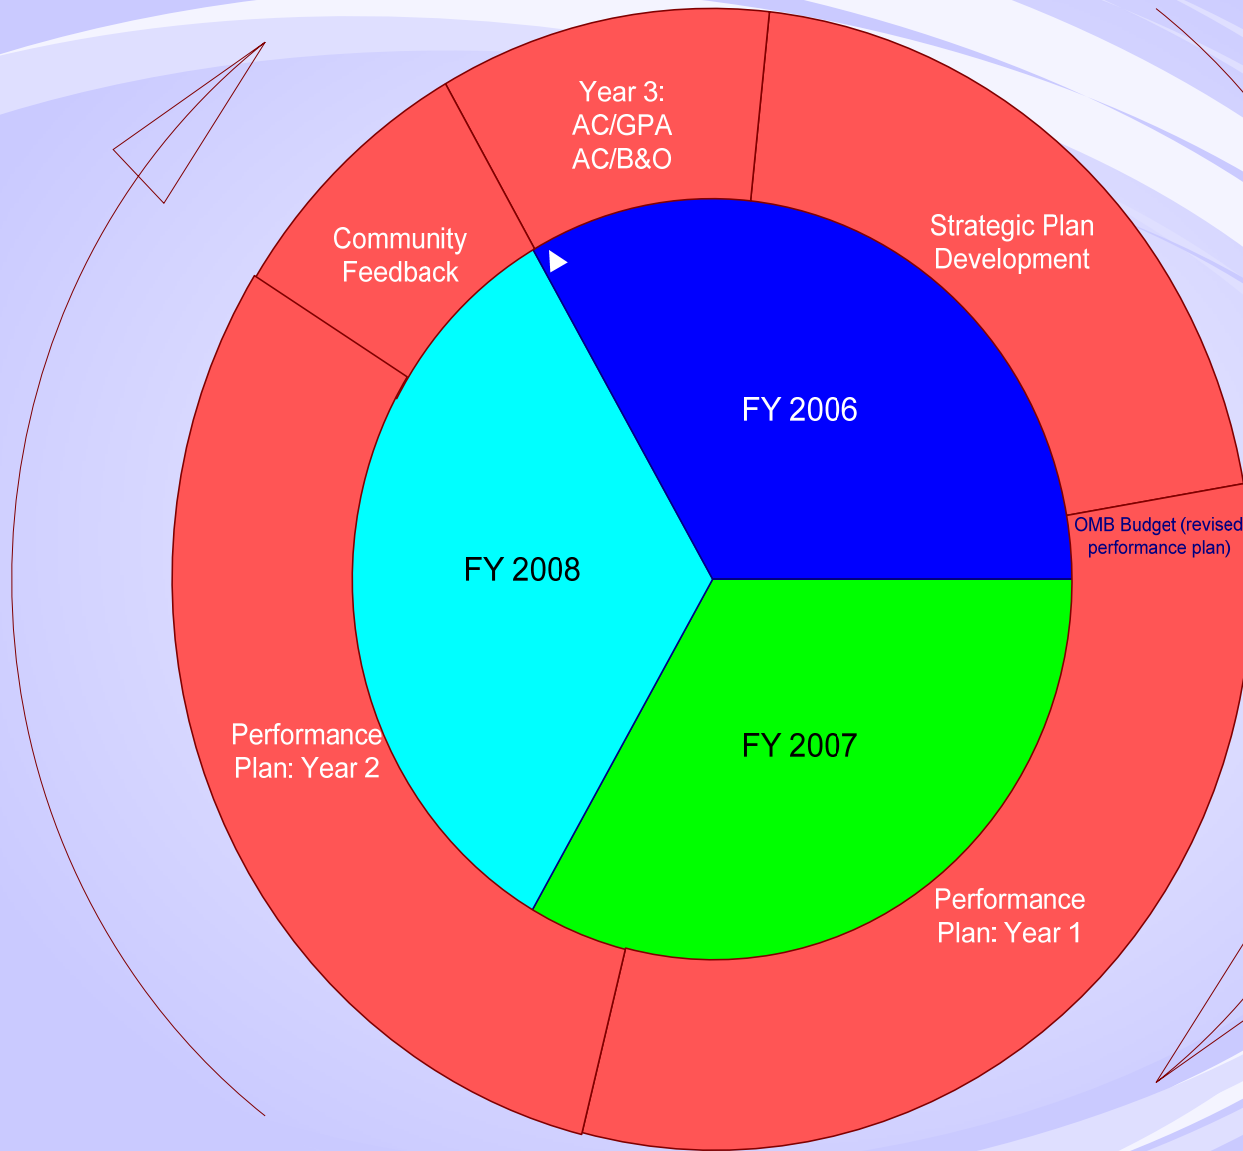 Year 3:
AC/GPA
AC/B&O
Strategic Plan
Development
Community
Feedback
FY 2006
OMB Budget (revised
performance plan)
FY 2008
Performance
Plan: Year 2
FY 2007
Performance
Plan: Year 1